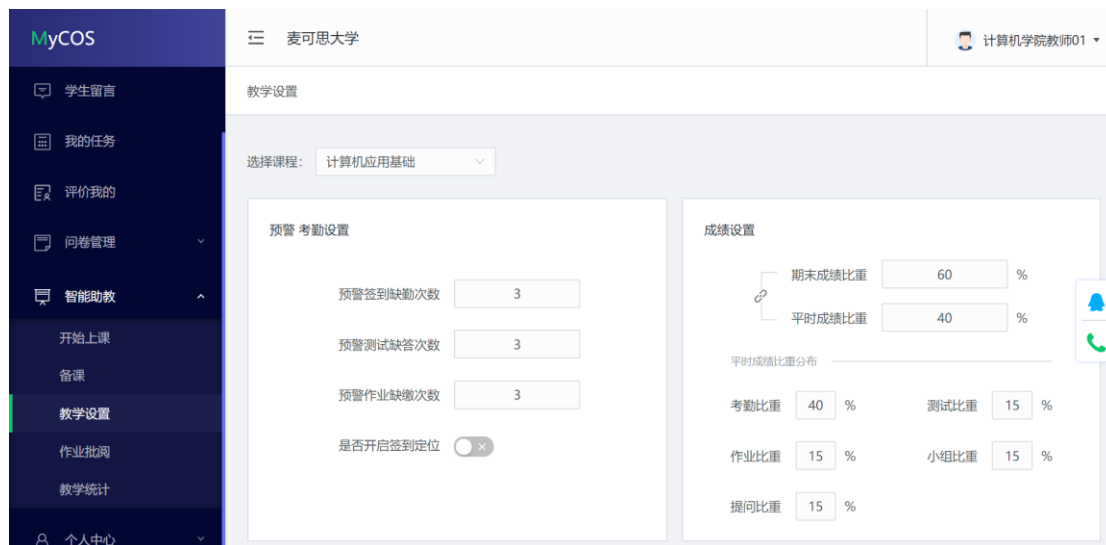 MyCOS
麦可思大学
计算机学院教师01
学生留言
我的任务
评价我的
问卷管理
智能助教
开始上课
备课
教学设置
作业批阅
教学统计
个人中心
教学设置
选择课程： 计算机应用基础
预警 考勤设置
预警签到缺勤次数 3
预警测试缺答次数 3
预警作业缺缴次数 3
是否开启签到定位
成绩设置
期末成绩比重 60 %
平时成绩比重 40 %
平时成绩比重分布
考勤比重 40 % 测试比重 15 %
作业比重 15 % 小组比重 15 %
提问比重 15 %